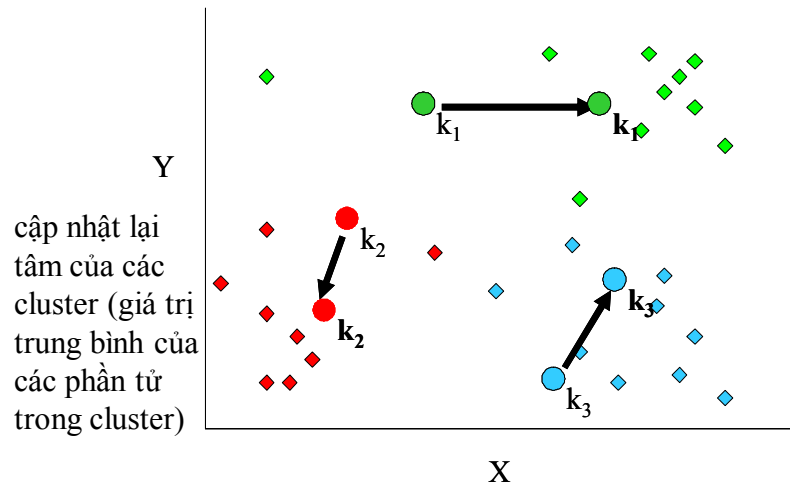 k₁
k₁
Y
k₂
cập nhật lại
tâm của các
cluster (giá trị
trung bình của
các phần tử
trong cluster)
k₂
k₃
k₃
X